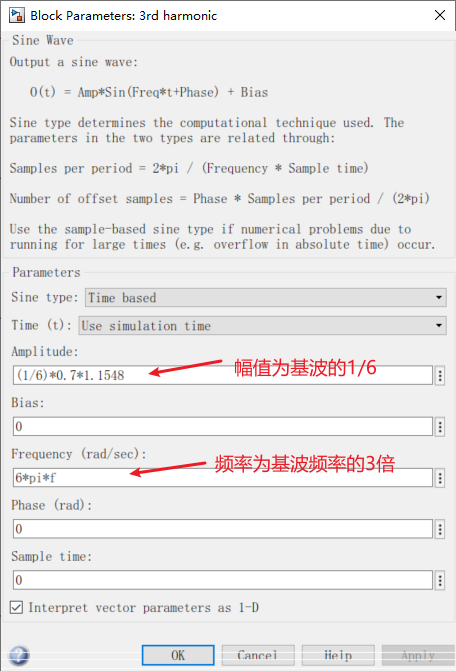 Block Parameters: 3rd harmonic
Sine Wave
Output a sine wave:
O(t) = Amp*Sin(Freq*t+Phase) + Bias
Sine type determines the computational technique used. The
parameters in the two types are related through:
Samples per period = 2*pi / (Frequency * Sample time)
Number of offset samples = Phase * Samples per period / (2*pi)
Use the sample-based sine type if numerical problems due to
running for large times (e.g. overflow in absolute time) occur.
Parameters
Sine type: Time based
Time (t): Use simulation time
Amplitude:
(1/6)*0.7*1.1548 幅值为基波的1/6
Bias:
0
Frequency (rad/sec):
6*pi*f 频率为基波频率的3倍
Phase (rad):
0
Sample time:
0
Interpret vector parameters as 1-D
OK Cancel Help Apply